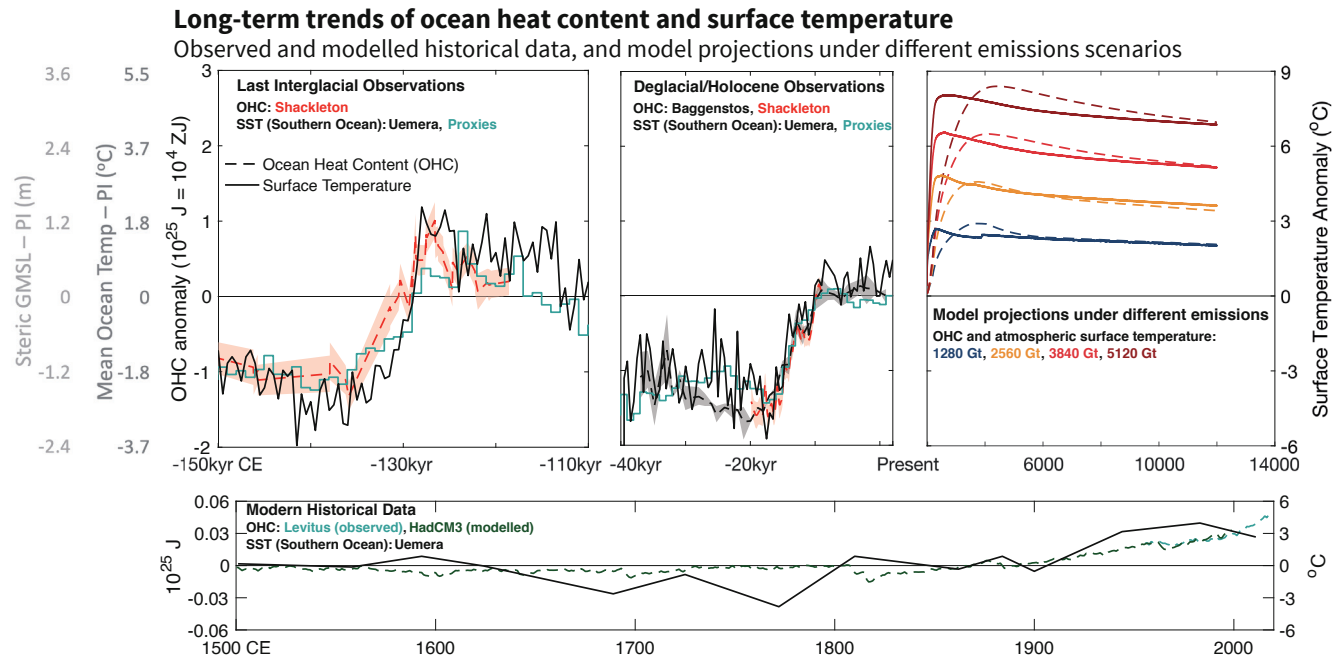 Long-term trends of ocean heat content and surface temperature
Observed and modelled historical data, and model projections under different emissions scenarios
Steric GMSL – PI (m)
3.6
2.4
1.2
0
-1.2
-2.4
Mean Ocean Temp – PI (°C)
5.5
3.7
1.8
0
-1.8
-3.7
OHC anomaly (10²⁵ J = 10⁴ ZJ)
3
2
1
0
-1
-2
Last Interglacial Observations
OHC: Shackleton
SST (Southern Ocean): Uemera, Proxies
Ocean Heat Content (OHC)
Surface Temperature
-150kyr CE
-130kyr
-110kyr
Deglacial/Holocene Observations
OHC: Baggenstos, Shackleton
SST (Southern Ocean): Uemera, Proxies
-40kyr
-20kyr
Present
Model projections under different emissions
OHC and atmospheric surface temperature:
1280 Gt, 2560 Gt, 3840 Gt, 5120 Gt
6000
10000
14000
9
6
3
0
-3
-6
Surface Temperature Anomaly (°C)
Modern Historical Data
OHC: Levitus (observed), HadCM3 (modelled)
SST (Southern Ocean): Uemera
10²⁵ J
0.06
0.03
0
-0.03
-0.06
1500 CE
1600
1700
1800
1900
2000
6
3
0
-3
-6
°C